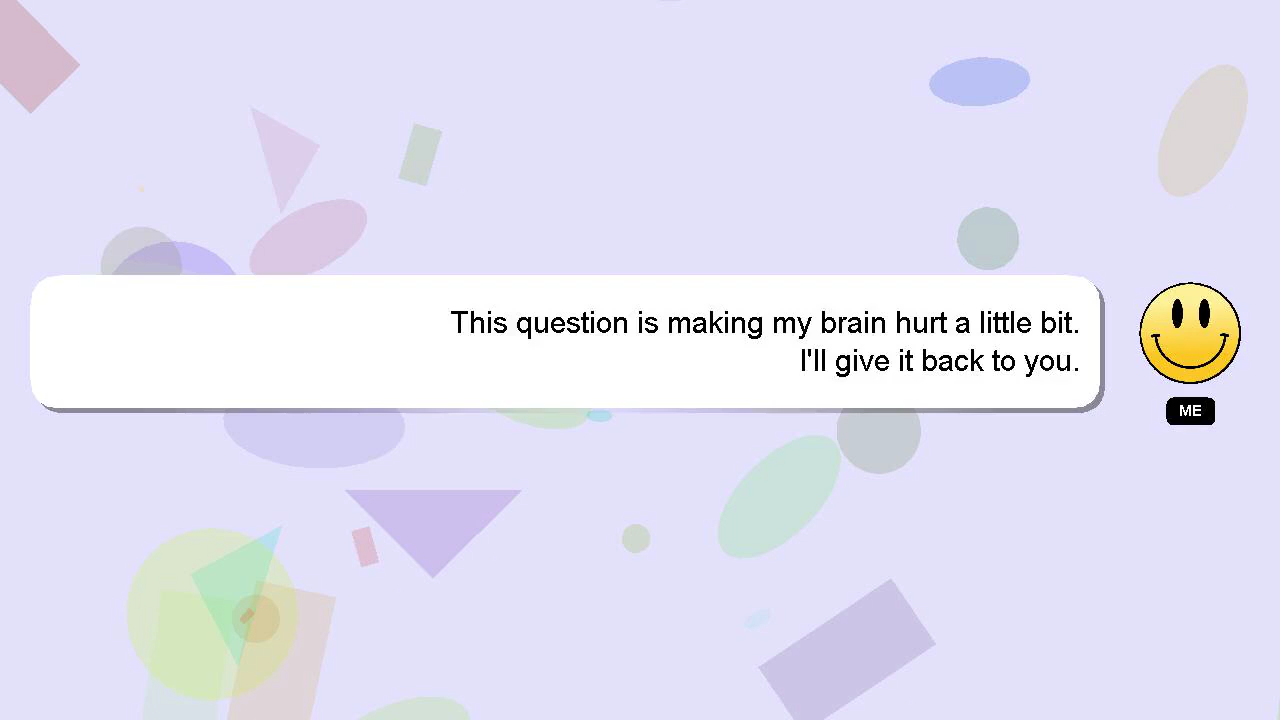 This question is making my brain hurt a little bit.
I'll give it back to you.
ME